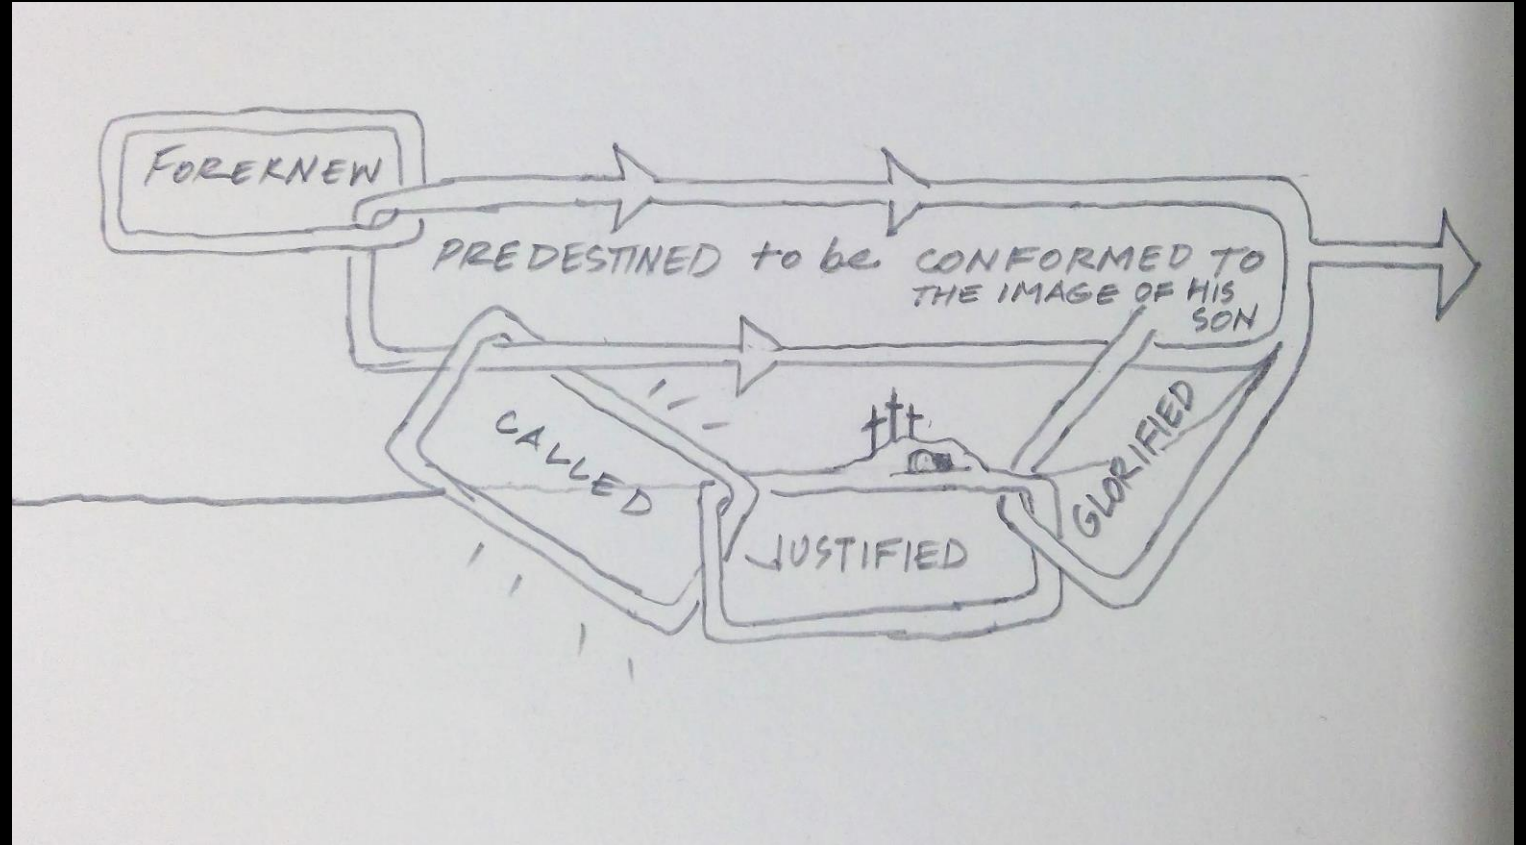 FOREKNEW
PREDESTINED to be CONFORMED TO
THE IMAGE OF HIS
SON
CALLED
JUSTIFIED
GLORIFIED